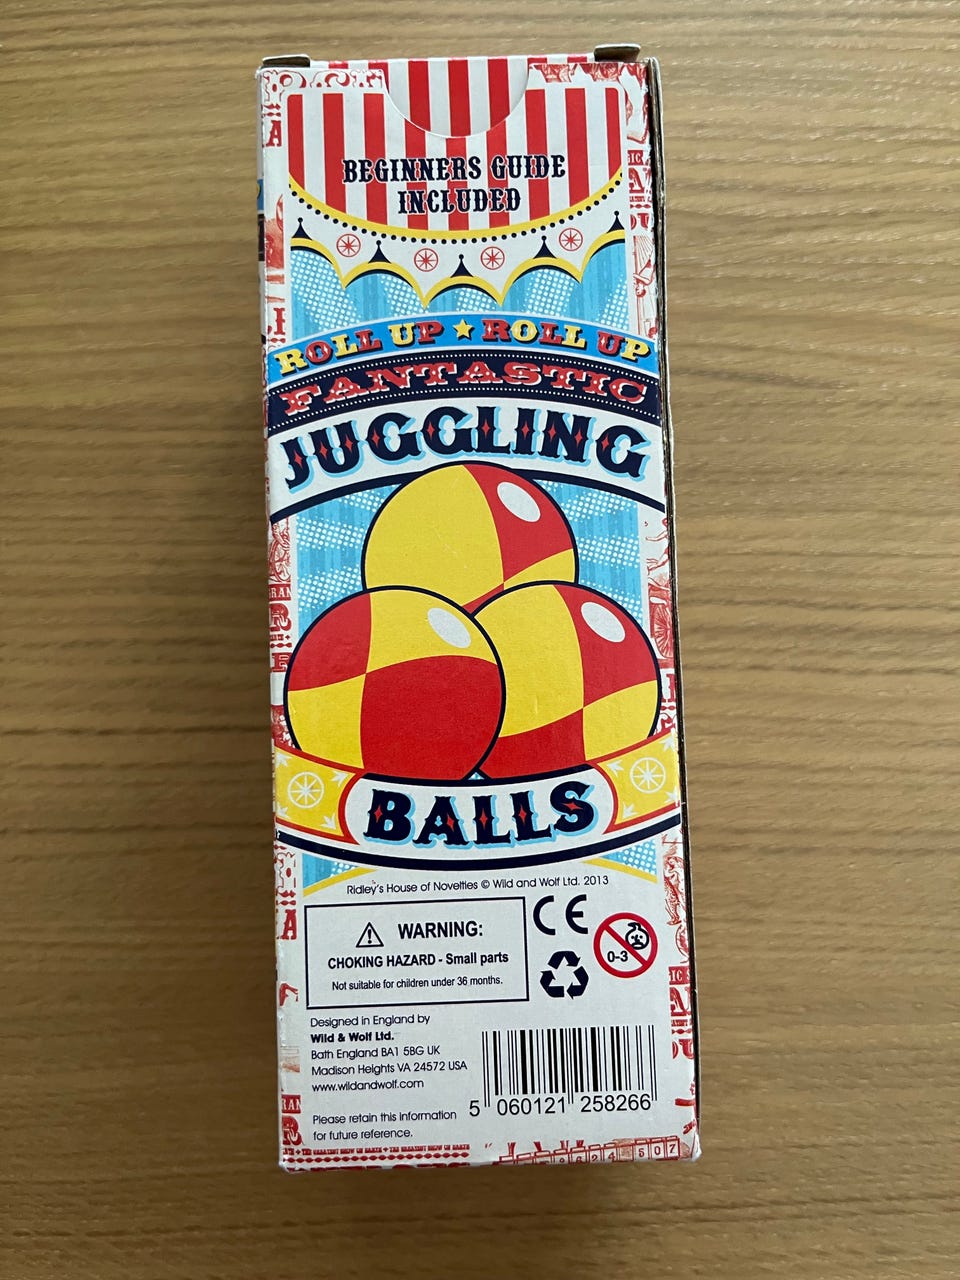 BEGINNERS GUIDE
INCLUDED
ROLL UP ★ ROLL UP
FANTASTIC
JUGGLING
BALLS
Ridley's House of Novelties © Wild and Wolf Ltd. 2013
WARNING:
CHOKING HAZARD - Small parts
Not suitable for children under 36 months.
CE
0-3
Designed in England by
Wild & Wolf Ltd.
Bath England BA1 5BG UK
Madison Heights VA 24572 USA
www.wildandwolf.com
Please retain this information
for future reference.
5 060121 258266